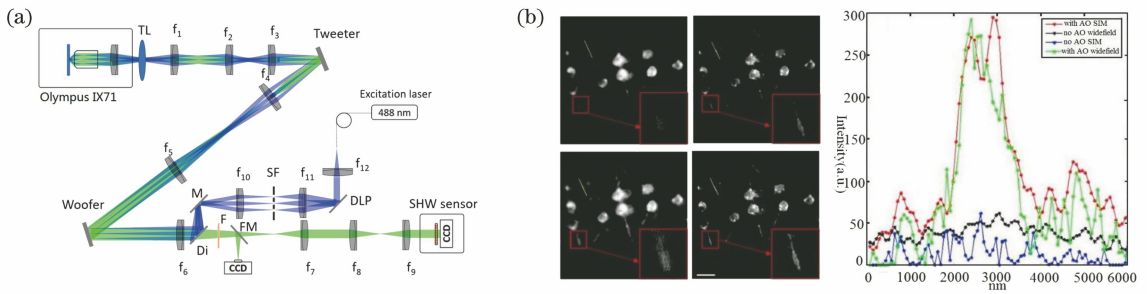 (a)
TL
f1
f2
f3
Tweeter
Olympus IX71
f4
Excitation laser
488 nm
f5
f12
f10
SF
f11
M
DLP
Woofer
F
FM
SHW sensor
CCD
Di
f6
CCD
f7
f8
f9
(b)
300
250
200
150
100
50
0
Intensity(a.u.)
with AO SIM
no AO widefield
no AO SIM
with AO widefield
0 1000 2000 3000 4000 5000 6000
nm